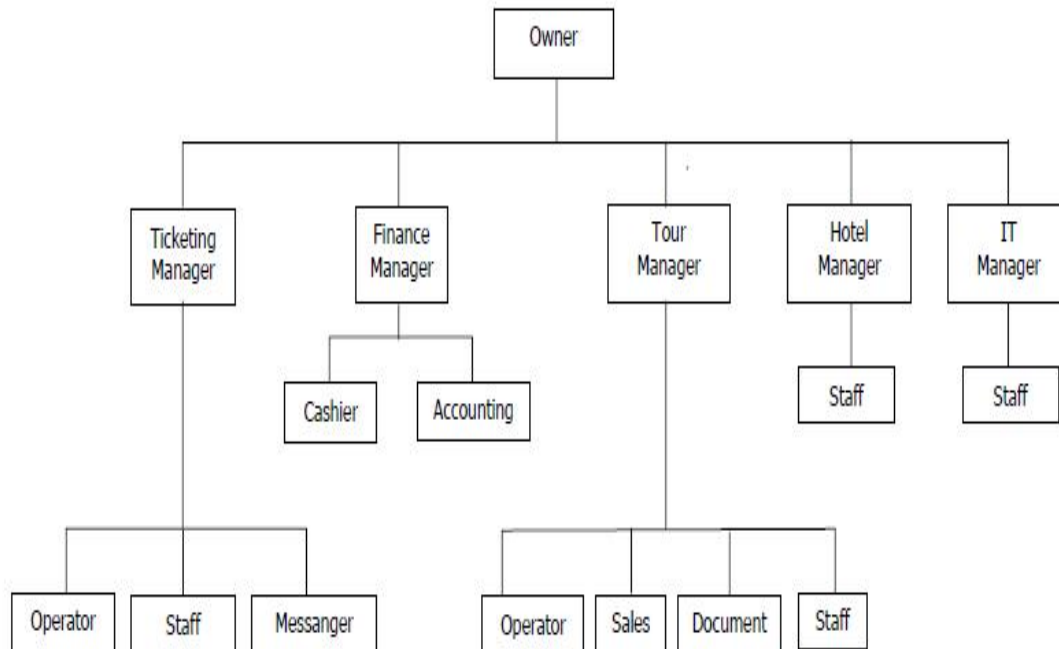 Owner
Ticketing
Manager
Finance
Manager
Tour
Manager
Hotel
Manager
IT
Manager
Cashier
Accounting
Staff
Staff
Operator
Staff
Messanger
Operator
Sales
Document
Staff